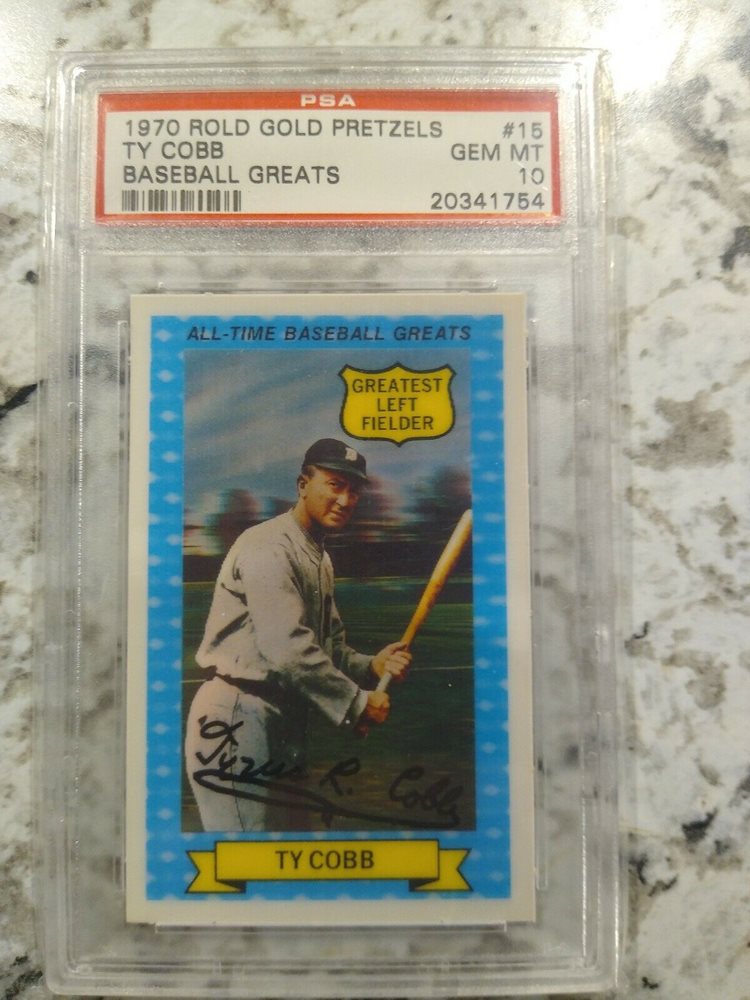 PSA
1970 ROLD GOLD PRETZELS #15
TY COBB GEM MT
BASEBALL GREATS 10
20341754
ALL-TIME BASEBALL GREATS
GREATEST
LEFT
FIELDER
B
Tyrus R. Cobb
TY COBB